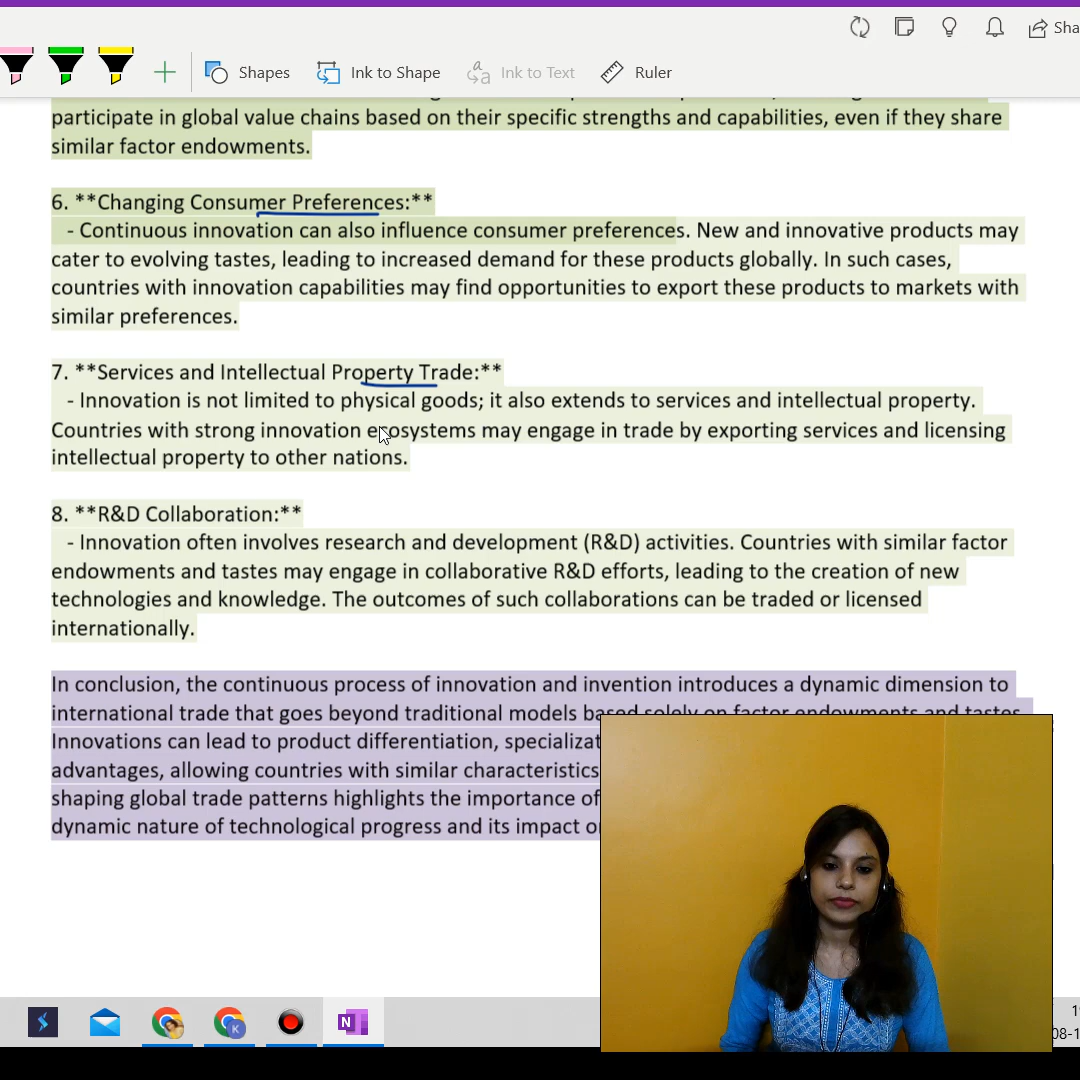 Sha
Shapes
Ink to Shape
Ink to Text
Ruler
participate in global value chains based on their specific strengths and capabilities, even if they share
similar factor endowments.
6. **Changing Consumer Preferences:**
- Continuous innovation can also influence consumer preferences. New and innovative products may
cater to evolving tastes, leading to increased demand for these products globally. In such cases,
countries with innovation capabilities may find opportunities to export these products to markets with
similar preferences.
7. **Services and Intellectual Property Trade:**
- Innovation is not limited to physical goods; it also extends to services and intellectual property.
Countries with strong innovation ecosystems may engage in trade by exporting services and licensing
intellectual property to other nations.
8. **R&D Collaboration:**
- Innovation often involves research and development (R&D) activities. Countries with similar factor
endowments and tastes may engage in collaborative R&D efforts, leading to the creation of new
technologies and knowledge. The outcomes of such collaborations can be traded or licensed
internationally.
In conclusion, the continuous process of innovation and invention introduces a dynamic dimension to
international trade that goes beyond traditional models based solely on factor endowments and tastes.
Innovations can lead to product differentiation,
advantages, allowing countries with similar characteristics
shaping global trade patterns highlights the importance of
dynamic nature of technological progress and its impact
K
N
08-1